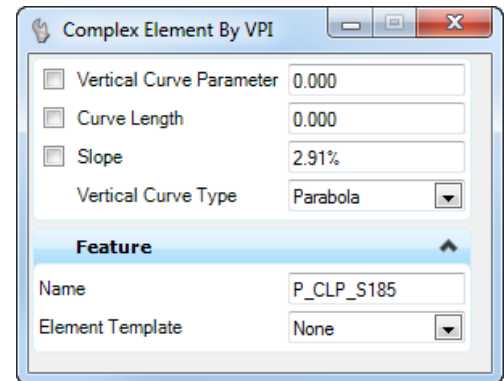 Complex Element By VPI
Vertical Curve Parameter 0.000
Curve Length 0.000
Slope 2.91%
Vertical Curve Type Parabola
Feature
Name P_CLP_S185
Element Template None